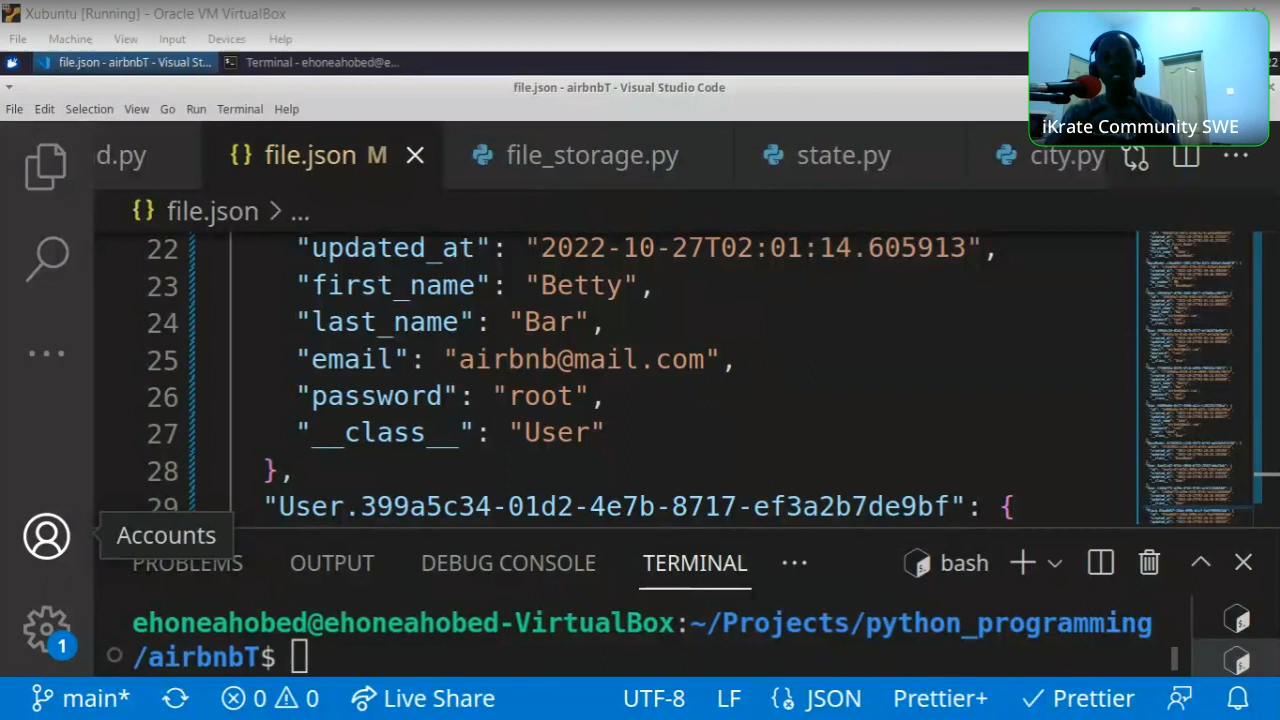 Xubuntu [Running] - Oracle VM VirtualBox
File Machine View Input Devices Help
file.json - airbnbT - Visual St... Terminal - ehoneahobed@e... 22
file.json - airbnbT - Visual Studio Code
File Edit Selection View Go Run Terminal Help
iKrate Community SWE
d.py {} file.json M file_storage.py state.py city.py ...
{} file.json > ...
22 "updated_at": "2022-10-27T02:01:14.605913",
23 "first_name": "Betty",
24 "last_name": "Bar",
25 "email": "airbnb@mail.com",
26 "password": "root",
27 "__class__": "User"
28 },
29 "User.399a5c34-01d2-4e7b-8717-ef3a2b7de9bf": {
Accounts
PROBLEMS OUTPUT DEBUG CONSOLE TERMINAL ... bash
ehoneahobed@ehoneahobed-VirtualBox:~/Projects/python_programming
/airbnbT$
1
main* 0 0 Live Share UTF-8 LF {} JSON Prettier+ Prettier